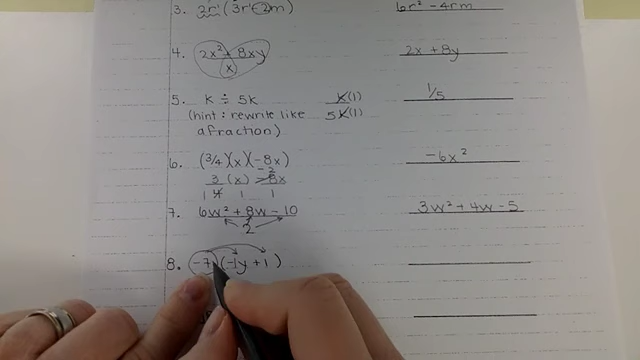 3. 2r(3r-2m) 6r² - 4rm
4. 2x² + 8xy 2x + 8y
x
5. k ÷ 5k k(1) 1/5
(hint: rewrite like 5k(1)
a fraction)
6. (3/4)(x)(-8x) -6x²
-2
3 (x) -8x
1 4 1 1
7. 6w² + 8w - 10 3w² + 4w - 5
2
8. (-7)(-1y + 1)